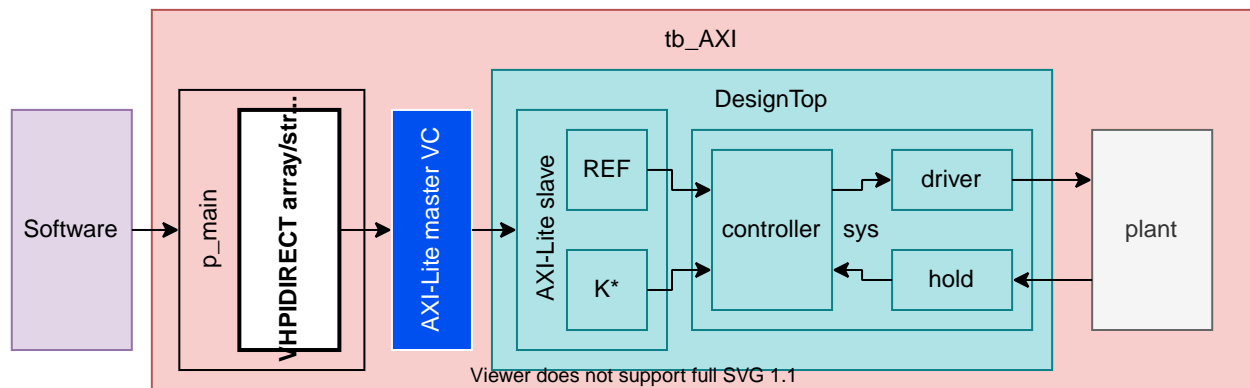 tb_AXI
DesignTop
Software
p_main
VHPIDIRECT array/str...
AXI-Lite master VC
AXI-Lite slave
REF
K*
controller
sys
driver
hold
plant
Viewer does not support full SVG 1.1